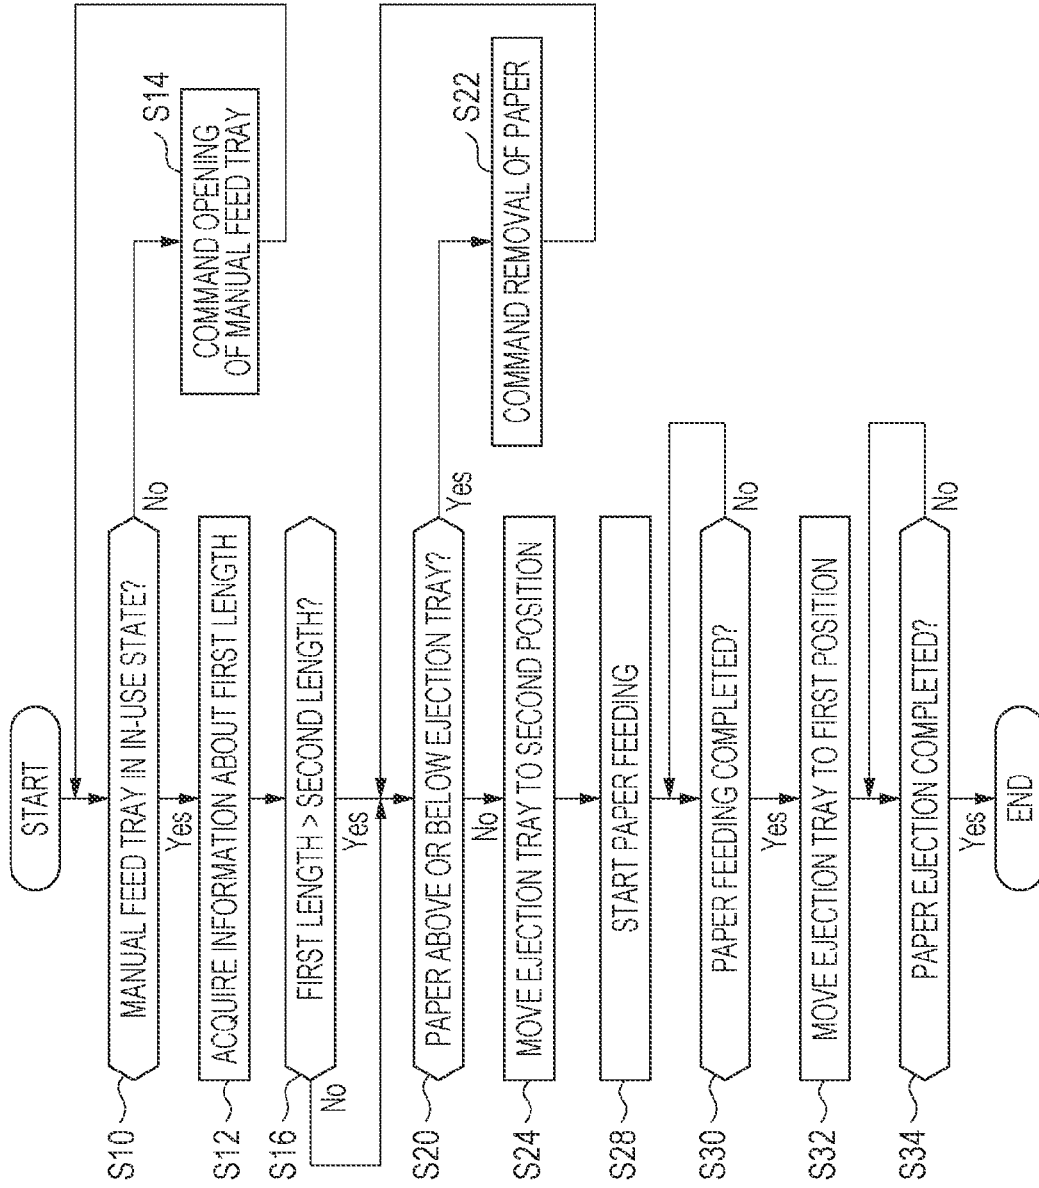 START
S10
MANUAL FEED TRAY IN IN-USE STATE?
No
Yes
S14
COMMAND OPENING
OF MANUAL FEED TRAY
S12
ACQUIRE INFORMATION ABOUT FIRST LENGTH
S16
FIRST LENGTH > SECOND LENGTH?
No
Yes
S20
PAPER ABOVE OR BELOW EJECTION TRAY?
Yes
No
S22
COMMAND REMOVAL OF PAPER
S24
MOVE EJECTION TRAY TO SECOND POSITION
S28
START PAPER FEEDING
S30
PAPER FEEDING COMPLETED?
No
Yes
S32
MOVE EJECTION TRAY TO FIRST POSITION
S34
PAPER EJECTION COMPLETED?
No
Yes
END